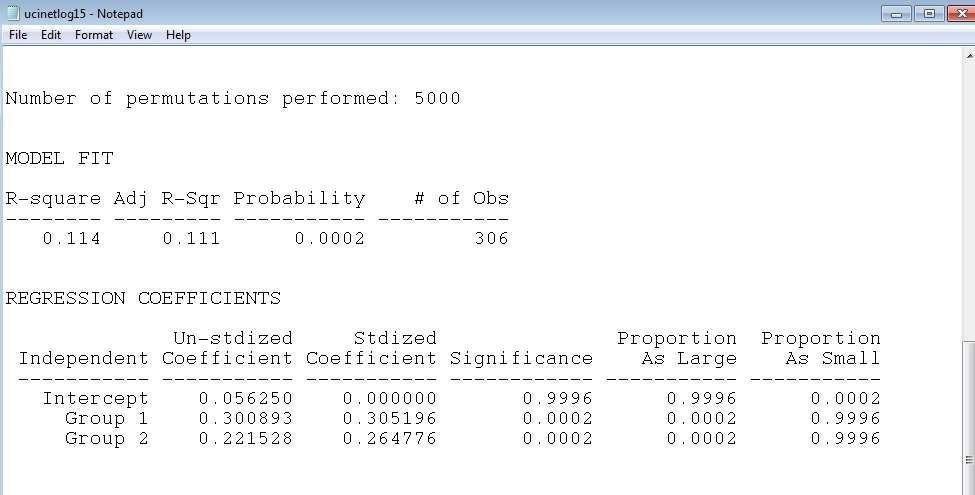 ucinetlog15 - Notepad
File Edit Format View Help
Number of permutations performed: 5000
MODEL FIT
R-square Adj R-Sqr Probability # of Obs
-------- --------- ----------- -----------
0.114 0.111 0.0002 306
REGRESSION COEFFICIENTS
Un-stdized Stdized Proportion Proportion
Independent Coefficient Coefficient Significance As Large As Small
----------- ----------- ----------- ------------ ----------- -----------
Intercept 0.056250 0.000000 0.9996 0.9996 0.0002
Group 1 0.300893 0.305196 0.0002 0.0002 0.9996
Group 2 0.221528 0.264776 0.0002 0.0002 0.9996